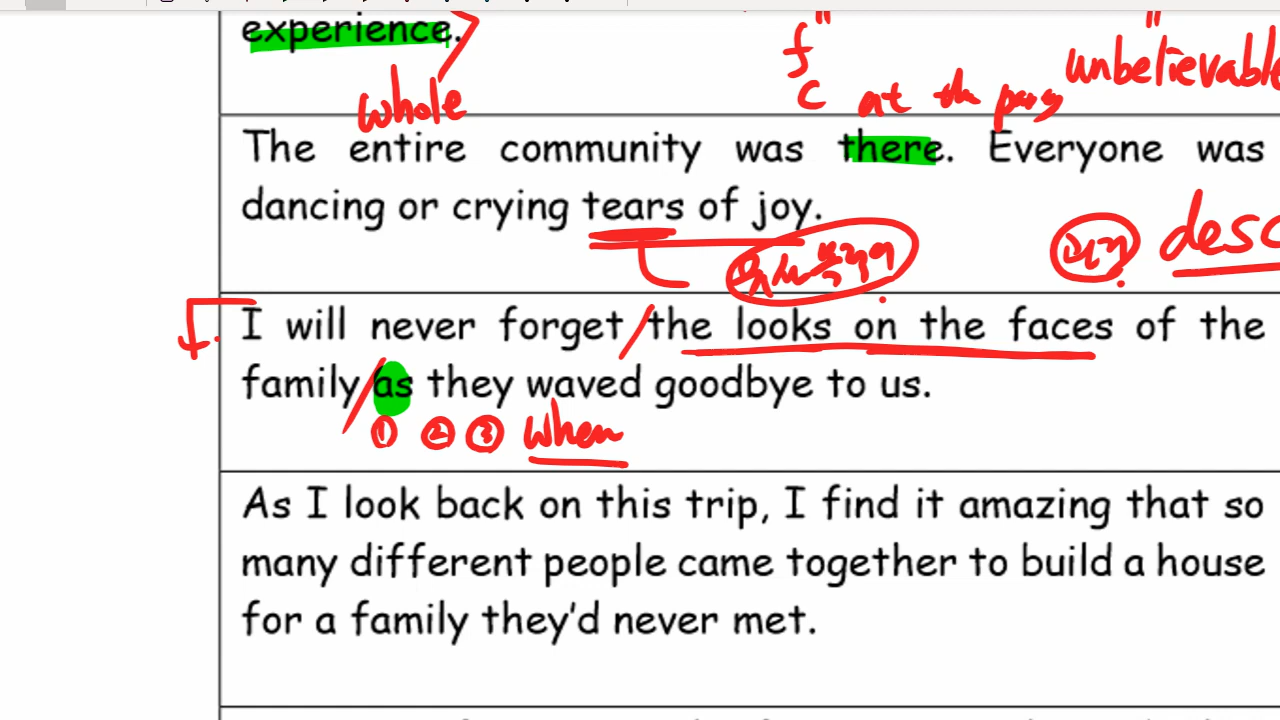 experience.
f " " unbelievable
c at the party
whole
The entire community was there. Everyone was
dancing or crying tears of joy.
desc
I will never forget the looks on the faces of the
family as they waved goodbye to us.
① ② ③ when
As I look back on this trip, I find it amazing that so
many different people came together to build a house
for a family they'd never met.